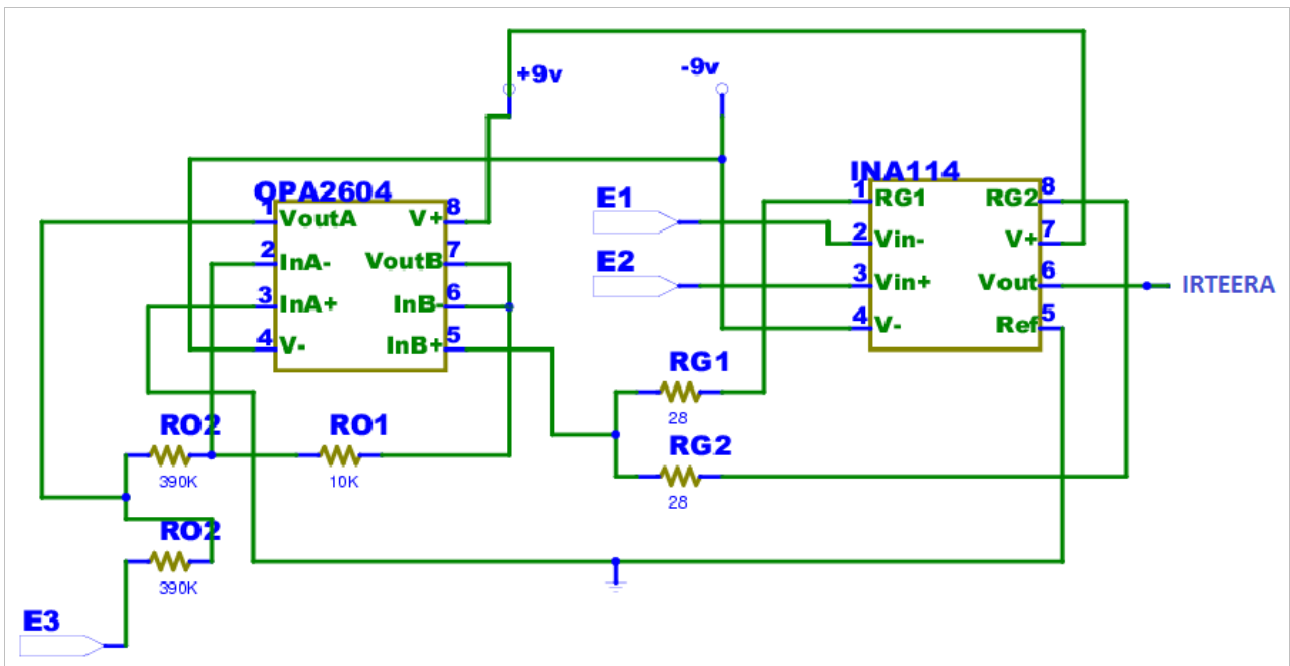 +9v
-9v
OPA2604
1 VoutA V+ 8
2 InA- VoutB 7
3 InA+ InB- 6
4 V- InB+ 5
INA114
1 RG1 RG2 8
2 Vin- V+ 7
3 Vin+ Vout 6
4 V- Ref 5
E1
E2
IRTEERA
RG1
28
RG2
28
RO2
390K
RO1
10K
RO2
390K
E3